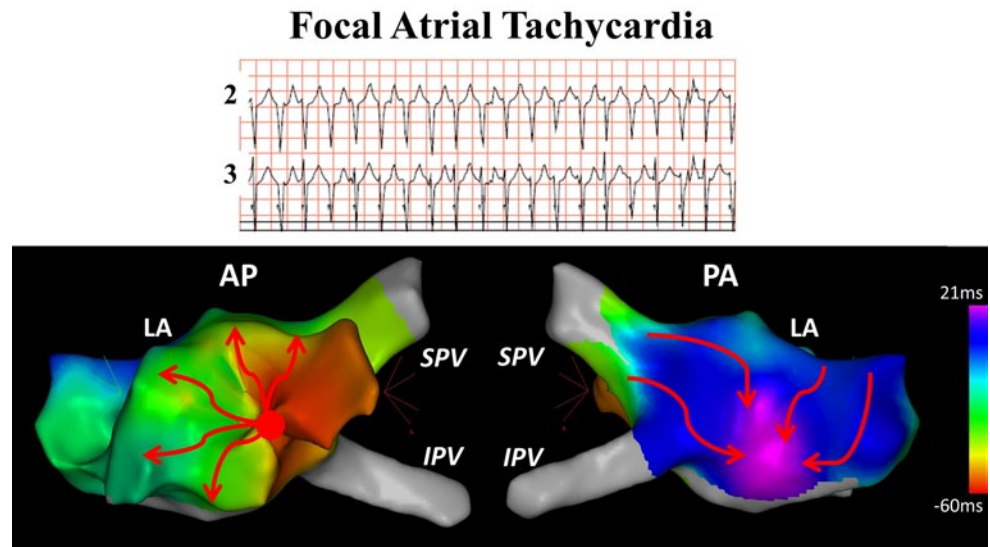 Focal Atrial Tachycardia
2
3
AP
PA
21ms
LA
LA
SPV
SPV
IPV
IPV
-60ms